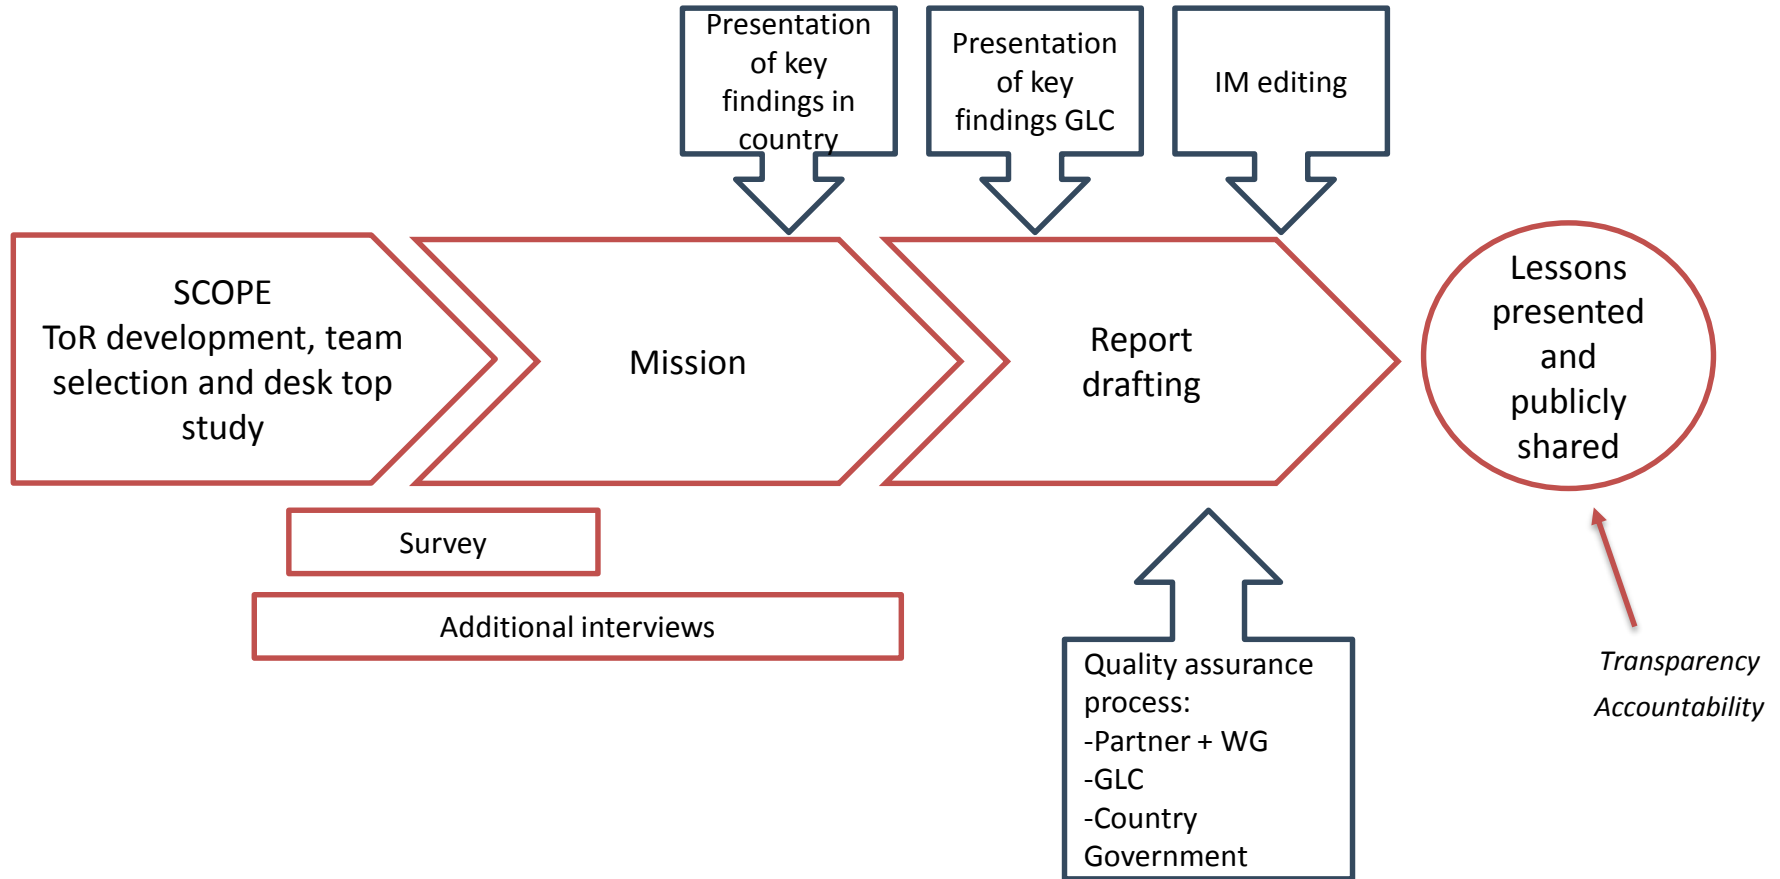 Presentation
of key
findings in
country
Presentation
of key
findings GLC
IM editing
SCOPE
ToR development, team
selection and desk top
study
Mission
Report
drafting
Lessons
presented
and
publicly
shared
Survey
Additional interviews
Quality assurance
process:
-Partner + WG
-GLC
-Country
Government
Transparency
Accountability